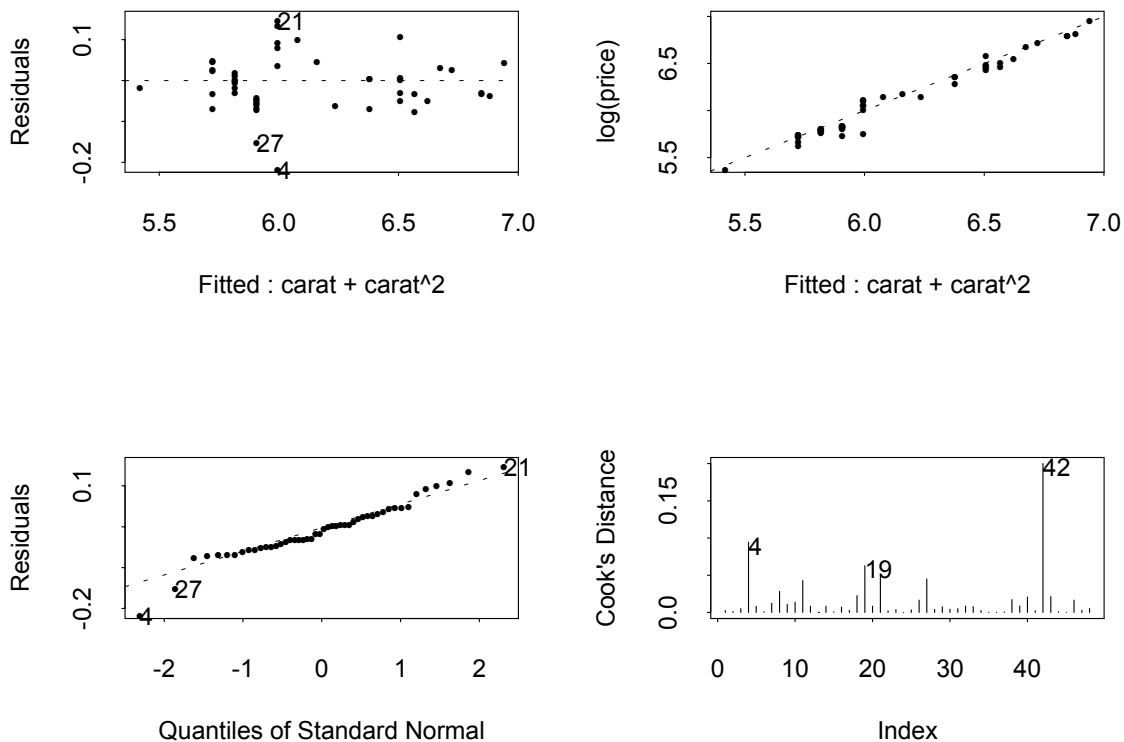 Residuals
0.1
-0.2
21
27
4
5.5 6.0 6.5 7.0
Fitted : carat + carat^2
log(price)
6.5
5.5
5.5 6.0 6.5 7.0
Fitted : carat + carat^2
Residuals
0.1
-0.2
21
27
4
-2 -1 0 1 2
Quantiles of Standard Normal
Cook's Distance
0.15
0.0
42
4
19
21
0 10 20 30 40
Index